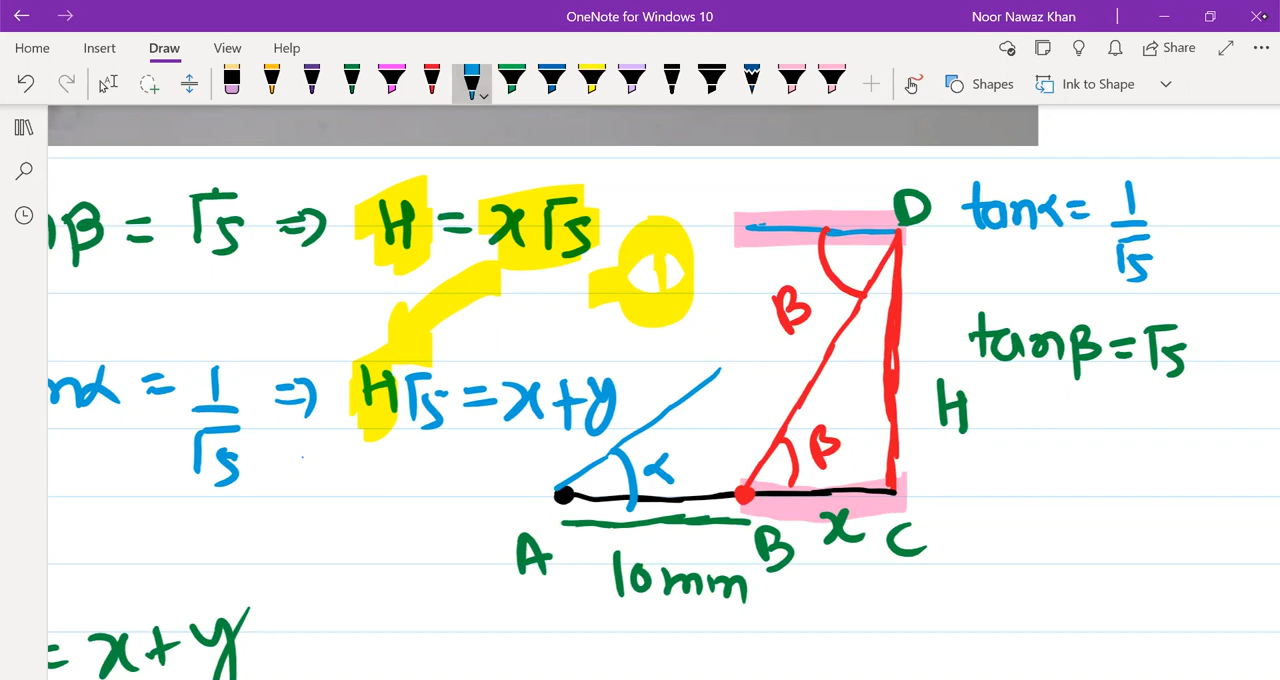 OneNote for Windows 10
Noor Nawaz Khan
Home Insert Draw View Help
Share
Shapes
Ink to Shape
β = √5 ⇒ H = x√5 - 1
D
tanα = 1/√5
β
tanβ = √5
nα = 1/√5 ⇒ H√5 = x+y
H
α
β
A
B
x
C
10mm
= x+y